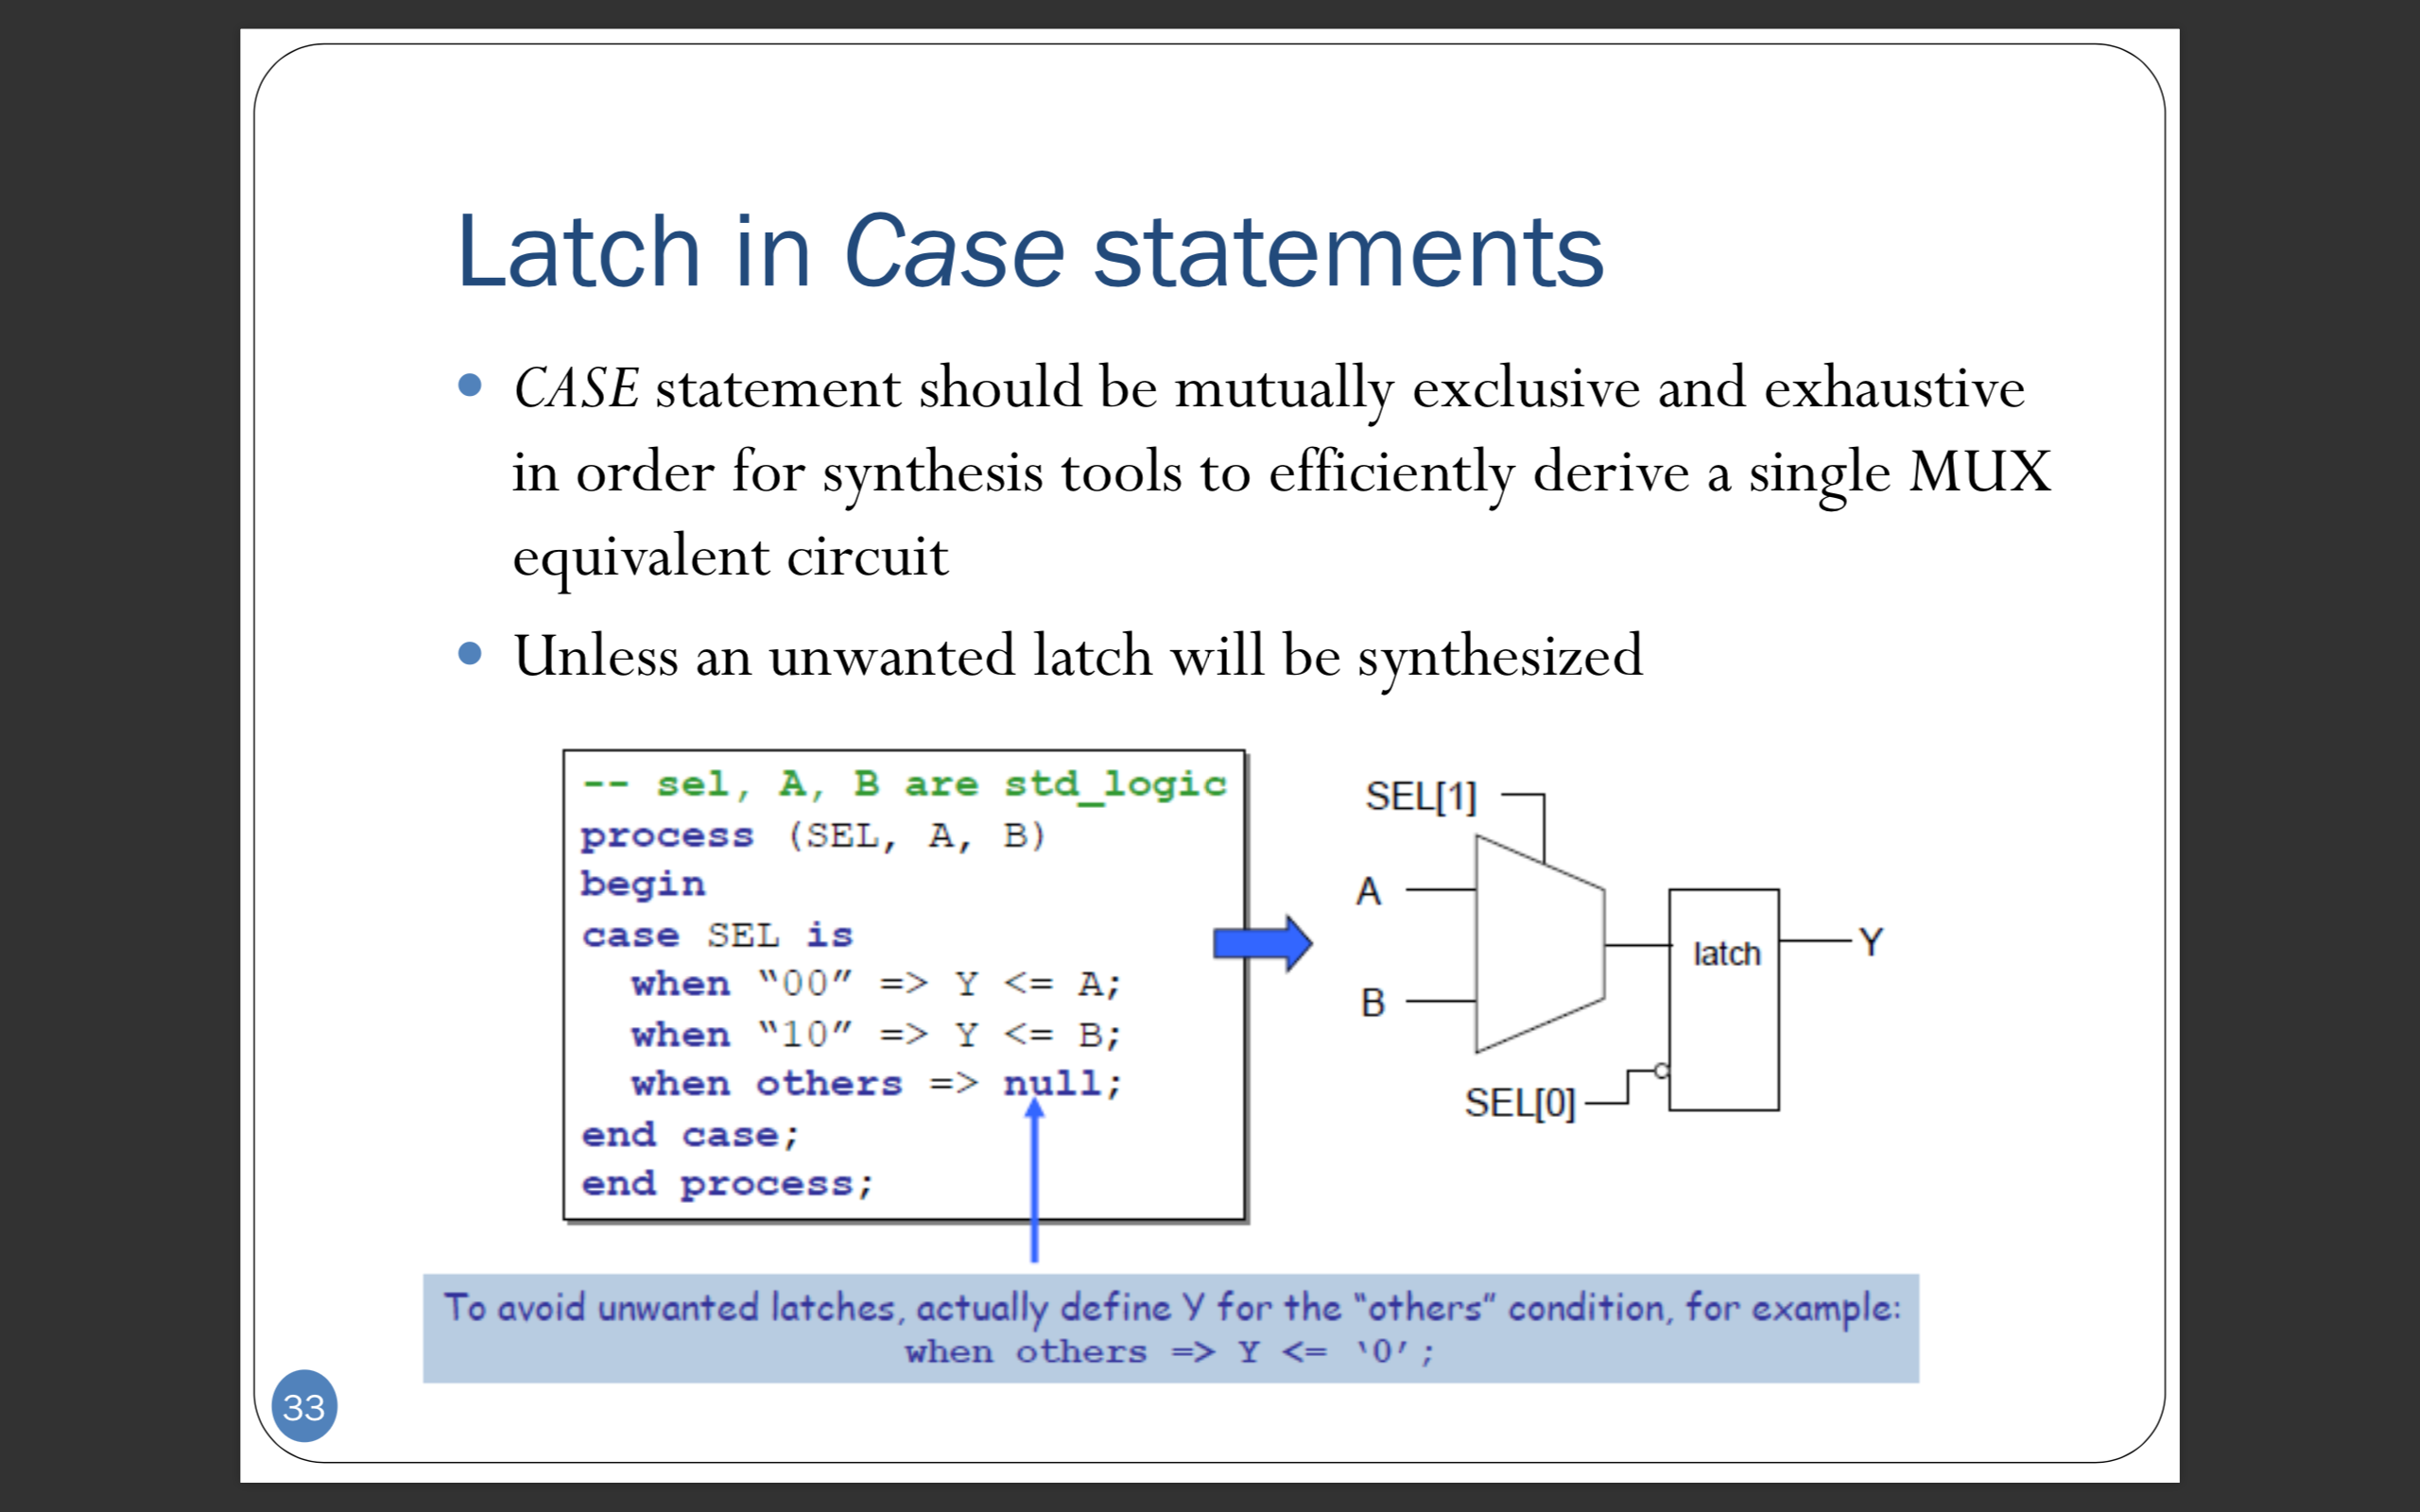 Latch in Case statements
• CASE statement should be mutually exclusive and exhaustive
in order for synthesis tools to efficiently derive a single MUX
equivalent circuit
• Unless an unwanted latch will be synthesized
-- sel, A, B are std_logic
process (SEL, A, B)
begin
case SEL is
when “00” => Y <= A;
when “10” => Y <= B;
when others => null;
end case;
end process;
SEL[1]
A
B
latch
Y
SEL[0]
To avoid unwanted latches, actually define Y for the “others” condition, for example:
when others => Y <= ‘0’;
33